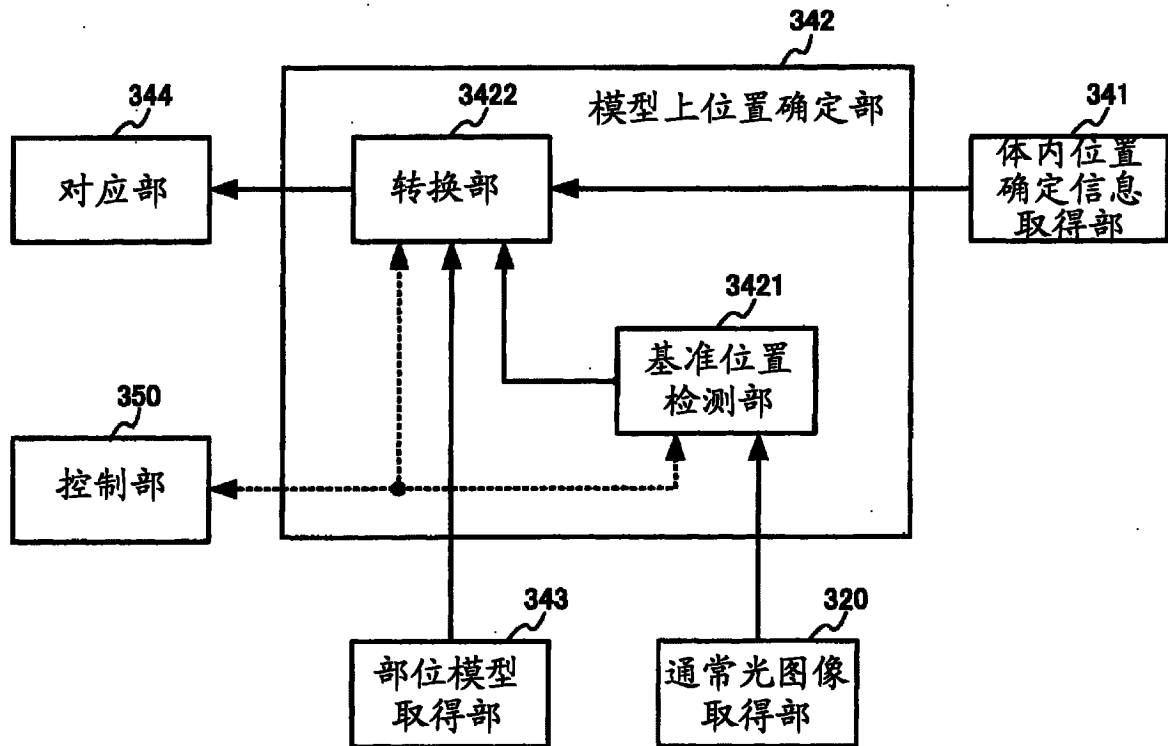 342
模型上位置确定部
344
对应部
3422
转换部
341
体内位置
确定信息
取得部
3421
基准位置
检测部
350
控制部
343
部位模型
取得部
320
通常光图像
取得部